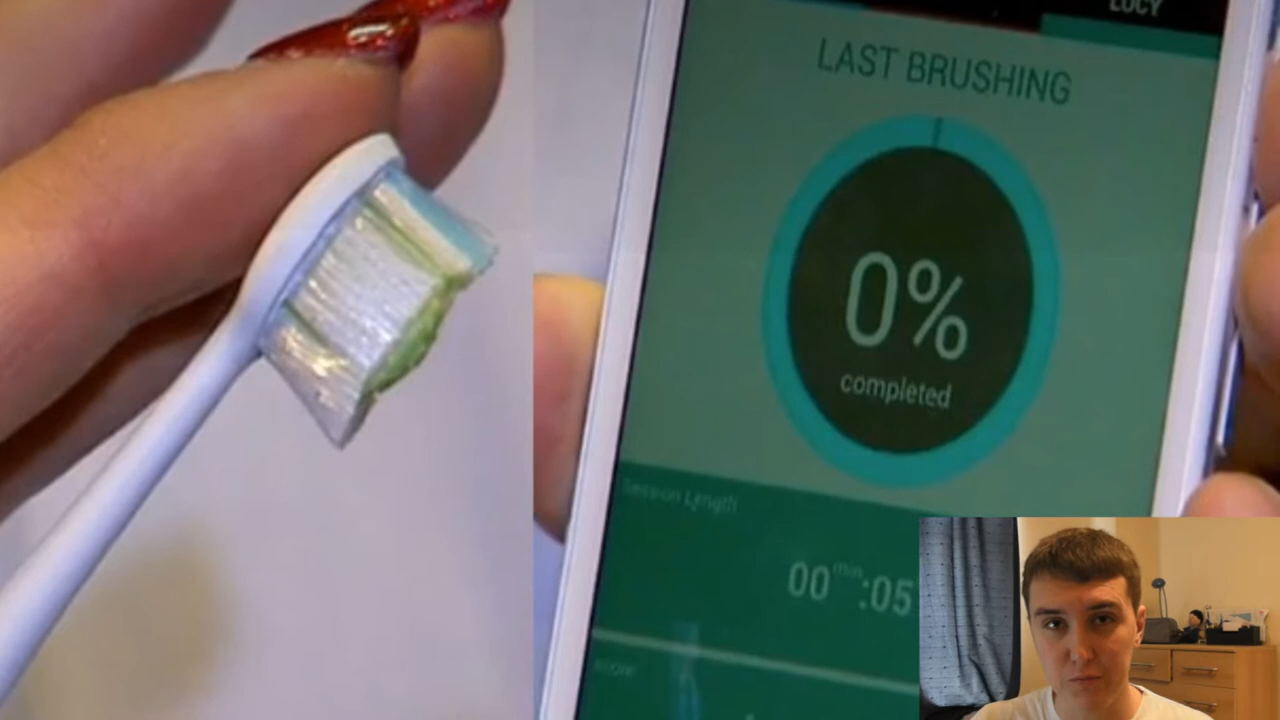 LUCY
LAST BRUSHING
0%
completed
Session Length
00 min :05